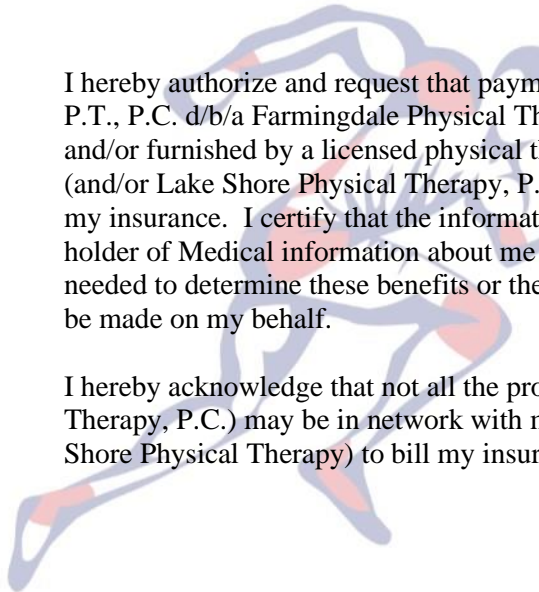 I hereby authorize and request that paym
P.T., P.C. d/b/a Farmingdale Physical Th
and/or furnished by a licensed physical th
(and/or Lake Shore Physical Therapy, P.
my insurance.  I certify that the informat
holder of Medical information about me
needed to determine these benefits or the
be made on my behalf.
I hereby acknowledge that not all the pro
Therapy, P.C.) may be in network with m
Shore Physical Therapy) to bill my insur